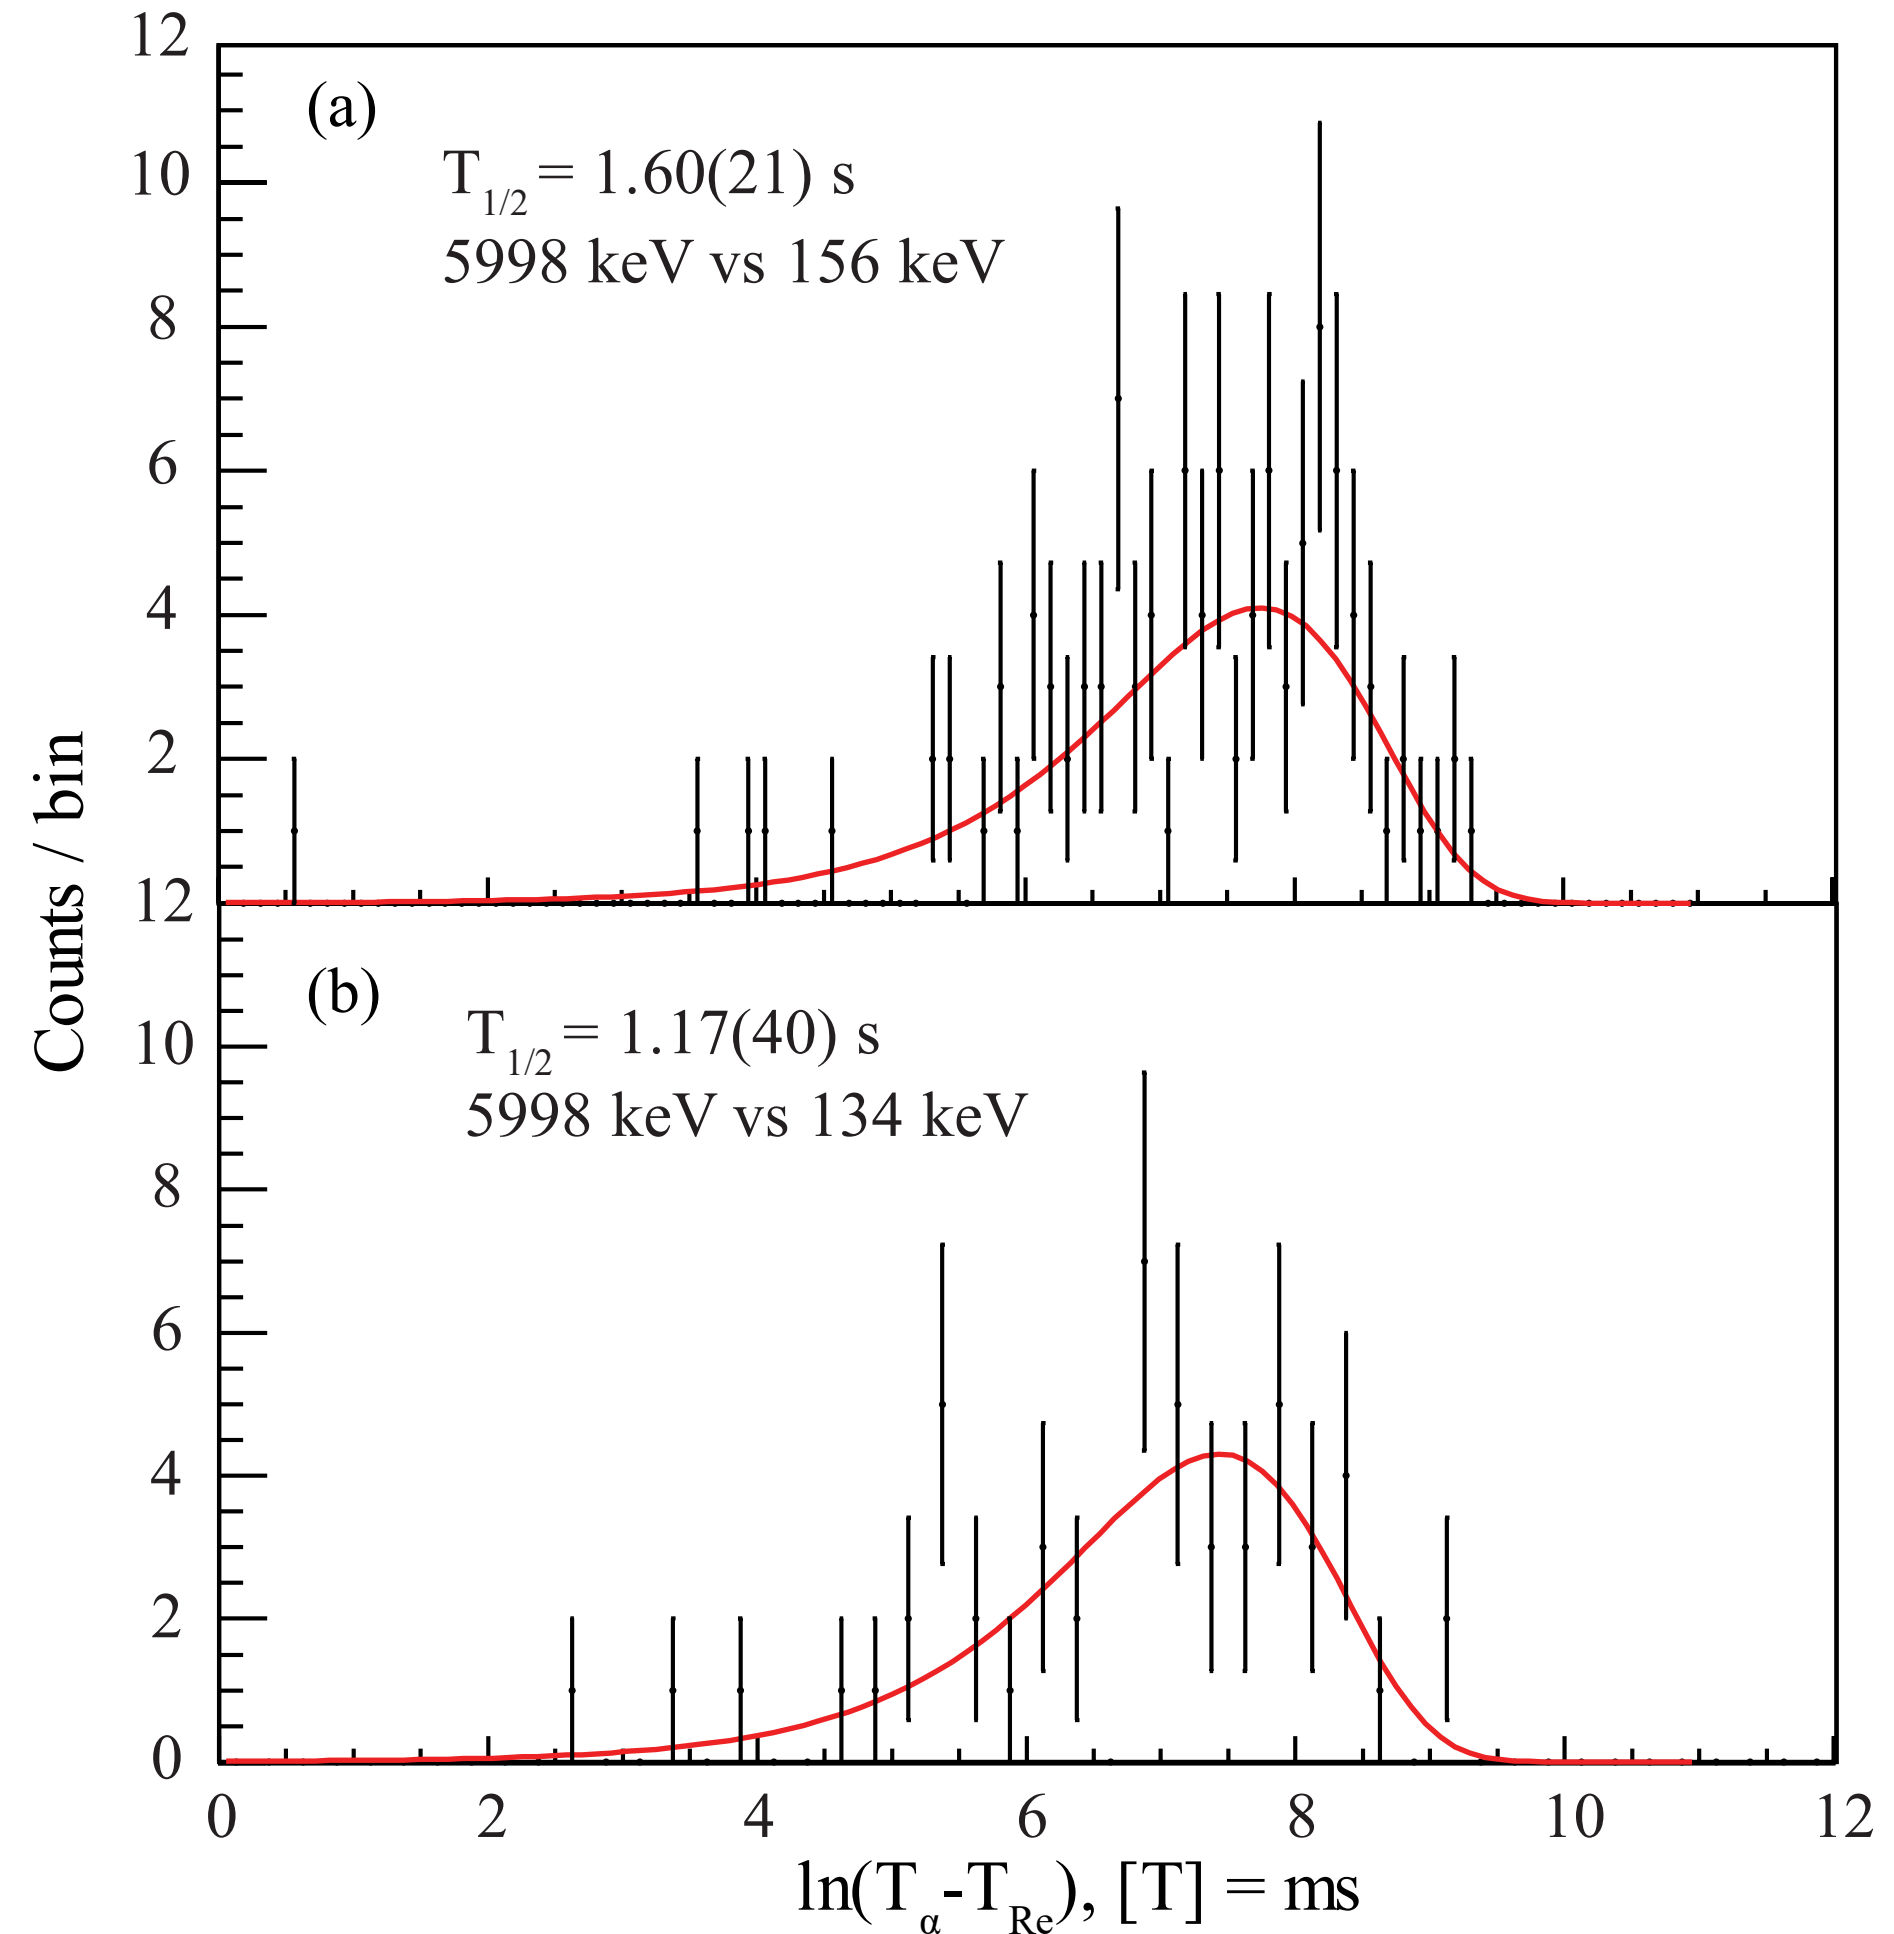 12
(a)
10
T1/2 = 1.60(21) s
5998 keV vs 156 keV
8
6
4
2
12
(b)
10
T1/2 = 1.17(40) s
5998 keV vs 134 keV
8
6
4
2
0
0 2 4 6 8 10 12
Counts / bin
ln(Tα-TRe), [T] = ms